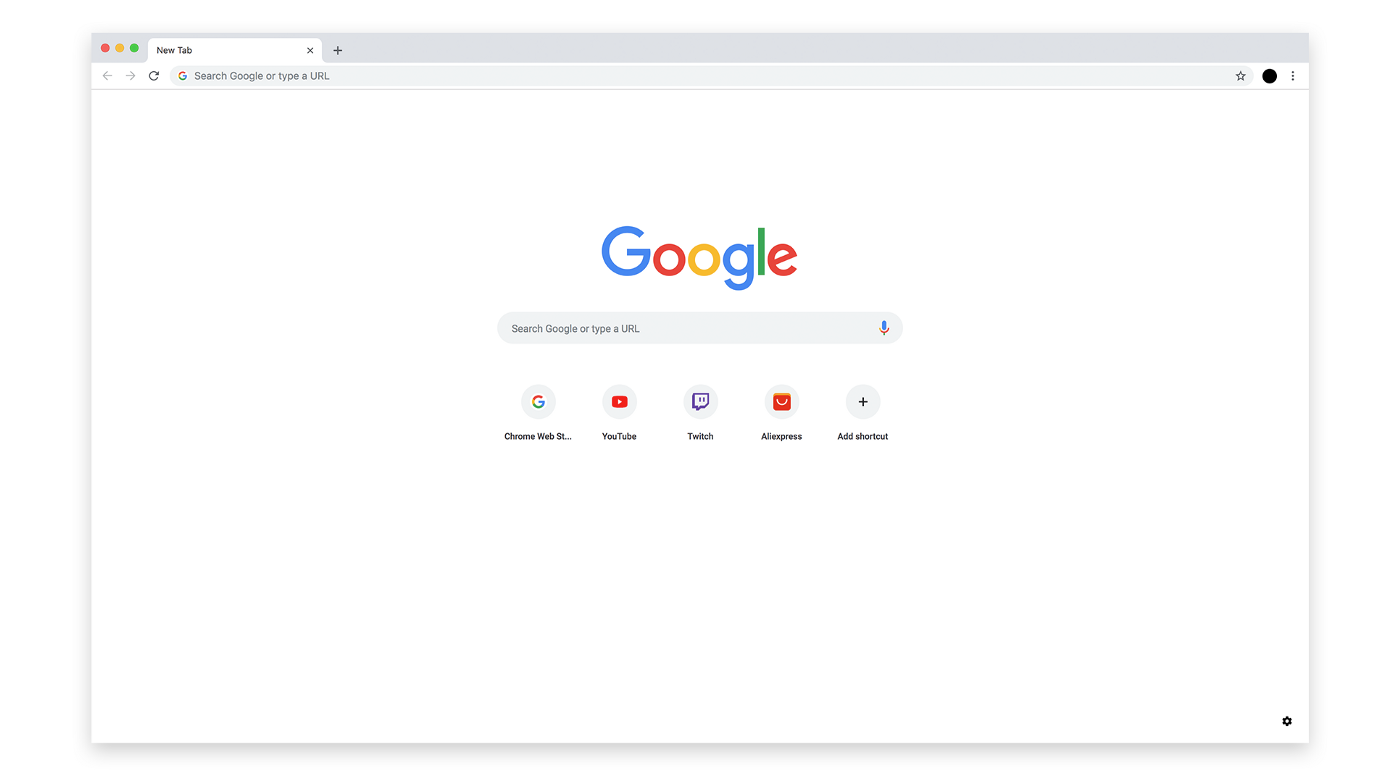 New Tab
Search Google or type a URL
Google
Search Google or type a URL
Chrome Web St... YouTube Twitch Aliexpress Add shortcut